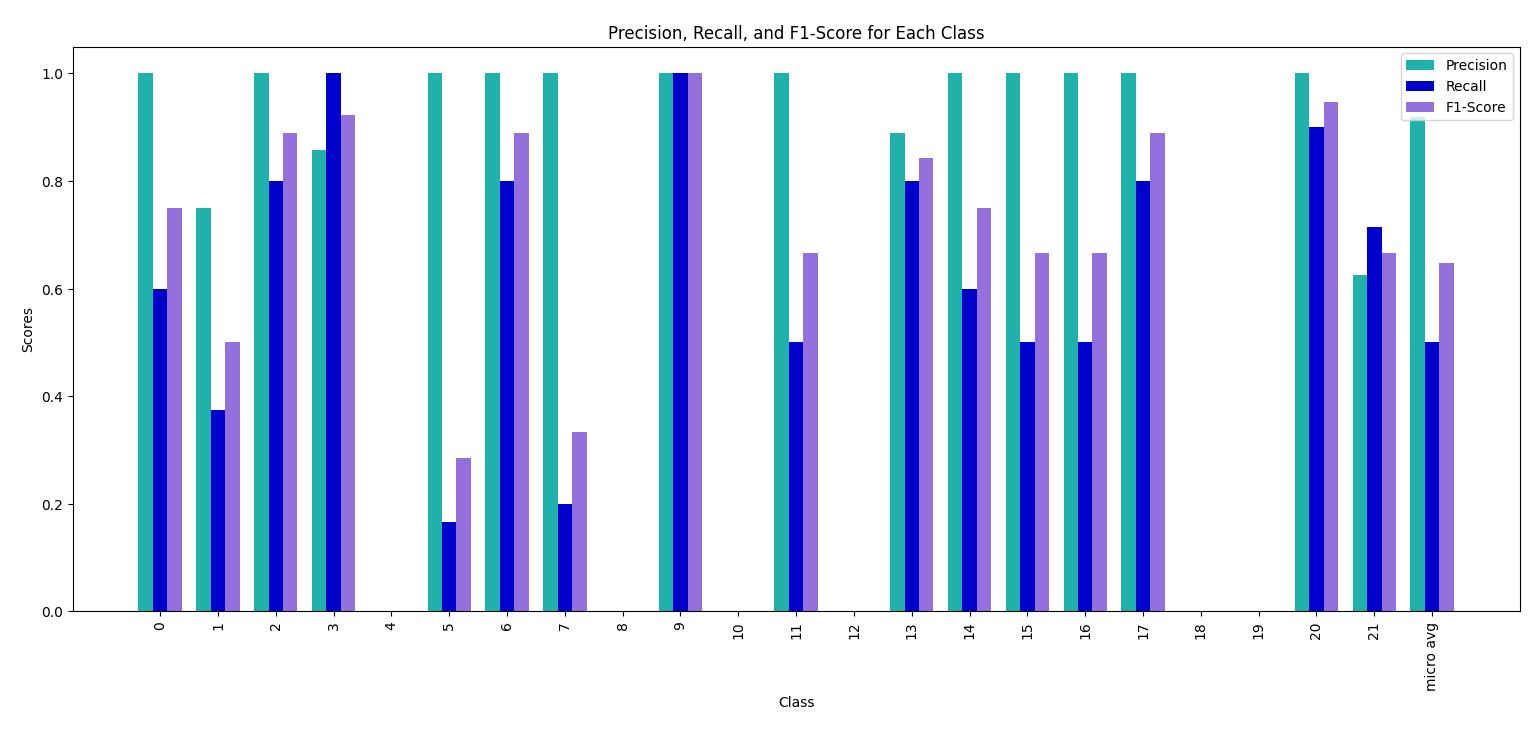 Precision, Recall, and F1-Score for Each Class
Precision
Recall
F1-Score
Scores
1.0
0.8
0.6
0.4
0.2
0.0
0 1 2 3 4 5 6 7 8 9 10 11 12 13 14 15 16 17 18 19 20 21 micro avg
Class